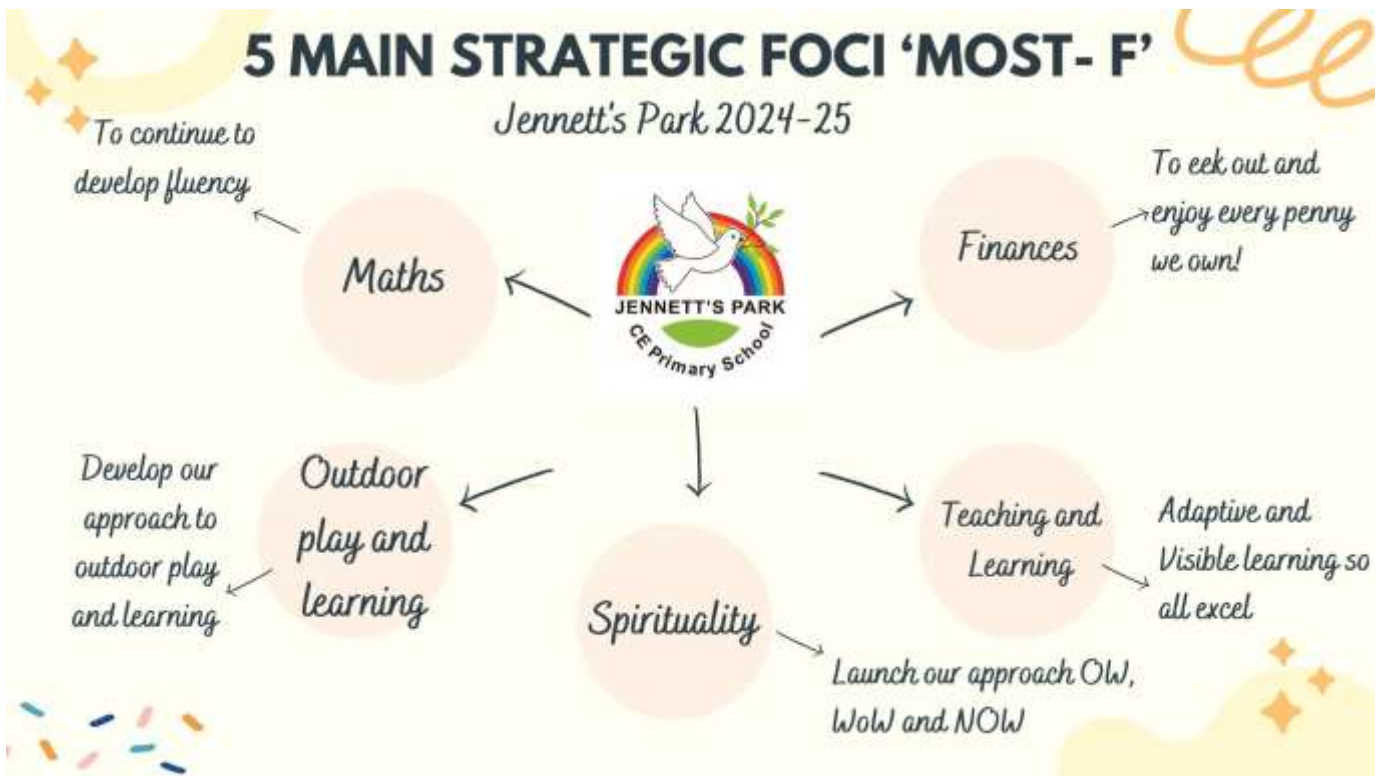 5 MAIN STRATEGIC FOCI ‘MOST- F’
Jennett's Park 2024-25
To continue to
develop fluency
Maths
JENNETT'S PARK
CE Primary School
Finances
To eek out and
enjoy every penny
we own!
Develop our
approach to
outdoor play
and learning
Outdoor
play and
learning
Spirituality
Launch our approach OW,
WoW and NOW
Teaching and
Learning
Adaptive and
Visible learning so
all excel